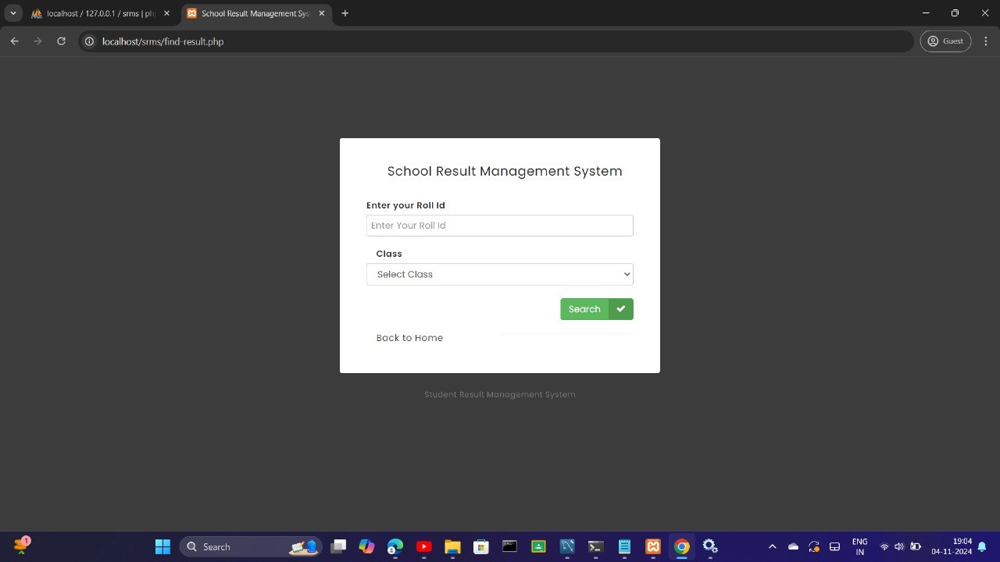 localhost / 127.0.0.1 / srms | ph
School Result Management Sys
localhost/srms/find-result.php
Guest
School Result Management System
Enter your Roll Id
Enter Your Roll Id
Class
Select Class
Search
Back to Home
Student Result Management System
1
Search
ENG
IN
19:04
04-11-2024